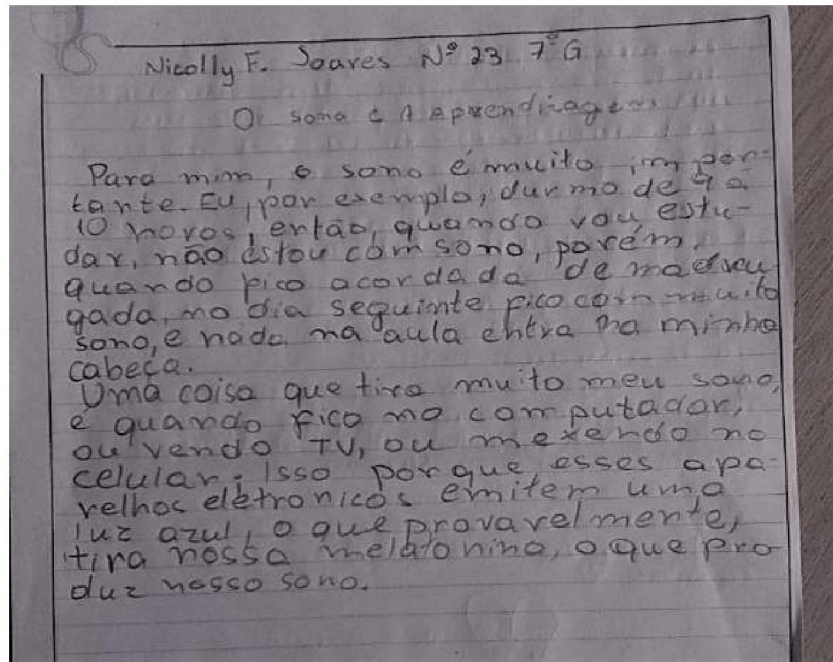 Nicolly F. Soares Nº 23 7º G
O sono e A Aprendizagem
Para mim, o sono é muito impor-
tante. Eu, por exemplo, durmo de 9 a
10 horas, então, quando vou estu-
dar, não estou com sono, porém,
quando fico acordada de madru
gada, no dia seguinte fico com muito
sono, e nada na aula entra na minha
cabeça.
Uma coisa que tira muito meu sono,
e quando fico no computador,
ou vendo TV, ou mexendo no
celular. Isso porque esses apa-
relhos eletronicos emitem uma
luz azul, o que provavelmente,
tira nossa melatonina, o que pro
duz nosso sono.